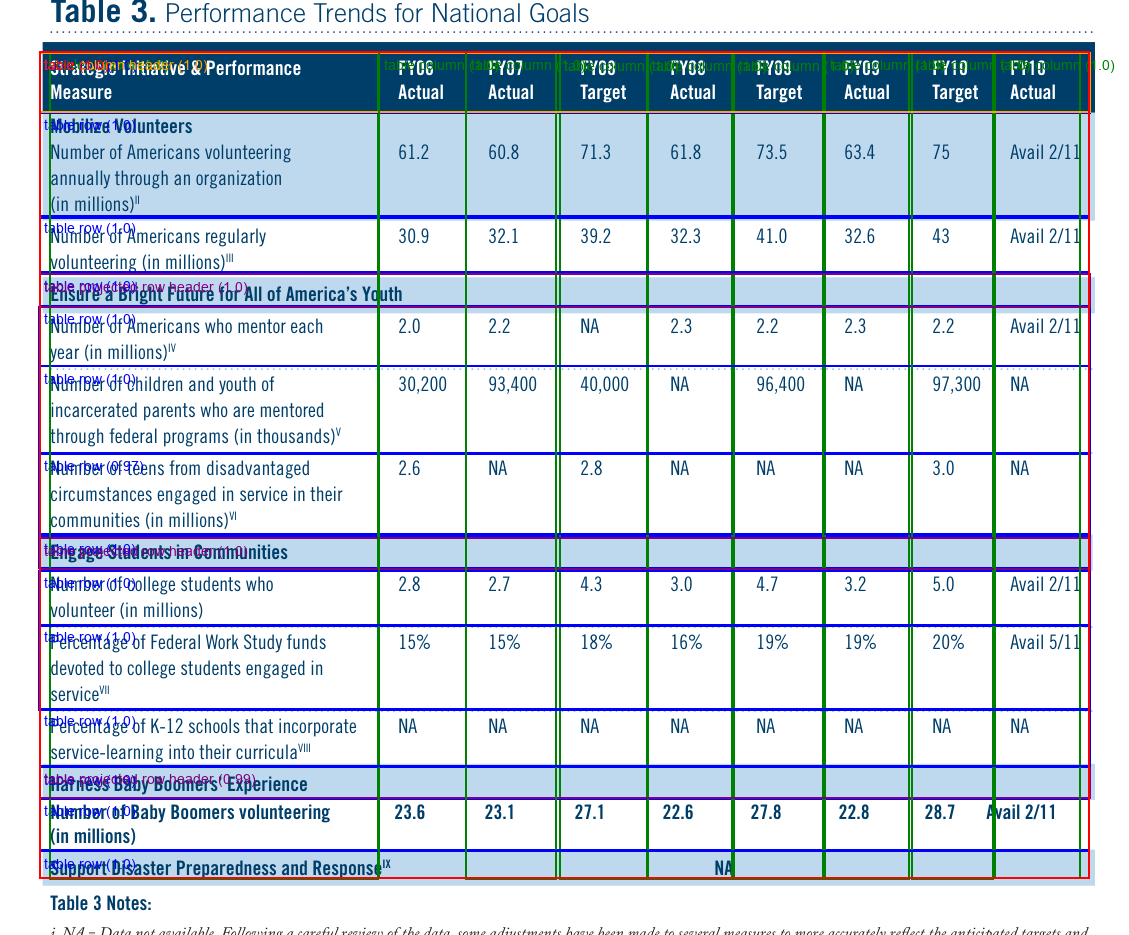 Table 3. Performance Trends for National Goals
Strategic Initiative & Performance Measure FY06 Actual FY07 Actual FY08 Target FY08 Actual FY09 Target FY09 Actual FY10 Target FY10 Actual
Mobilize Volunteers
Number of Americans volunteering 61.2 60.8 71.3 61.8 73.5 63.4 75 Avail 2/11
annually through an organization
(in millions)II
Number of Americans regularly 30.9 32.1 39.2 32.3 41.0 32.6 43 Avail 2/11
volunteering (in millions)III
Ensure a Bright Future for All of America's Youth
Number of Americans who mentor each 2.0 2.2 NA 2.3 2.2 2.3 2.2 Avail 2/11
year (in millions)IV
Number of children and youth of 30,200 93,400 40,000 NA 96,400 NA 97,300 NA
incarcerated parents who are mentored
through federal programs (in thousands)V
Number of teens from disadvantaged 2.6 NA 2.8 NA NA NA 3.0 NA
circumstances engaged in service in their
communities (in millions)VI
Engage Students in Communities
Number of college students who 2.8 2.7 4.3 3.0 4.7 3.2 5.0 Avail 2/11
volunteer (in millions)
Percentage of Federal Work Study funds 15% 15% 18% 16% 19% 19% 20% Avail 5/11
devoted to college students engaged in
serviceVII
Percentage of K-12 schools that incorporate NA NA NA NA NA NA NA NA
service-learning into their curriculaVIII
Harness Baby Boomers' Experience
Number of Baby Boomers volunteering 23.6 23.1 27.1 22.6 27.8 22.8 28.7 Avail 2/11
(in millions)
Support Disaster Preparedness and ResponseIX NA
Table 3 Notes:
i. NA = Data not available. Following a careful review of the data, some adjustments have been made to several measures to more accurately reflect the anticipated targets and